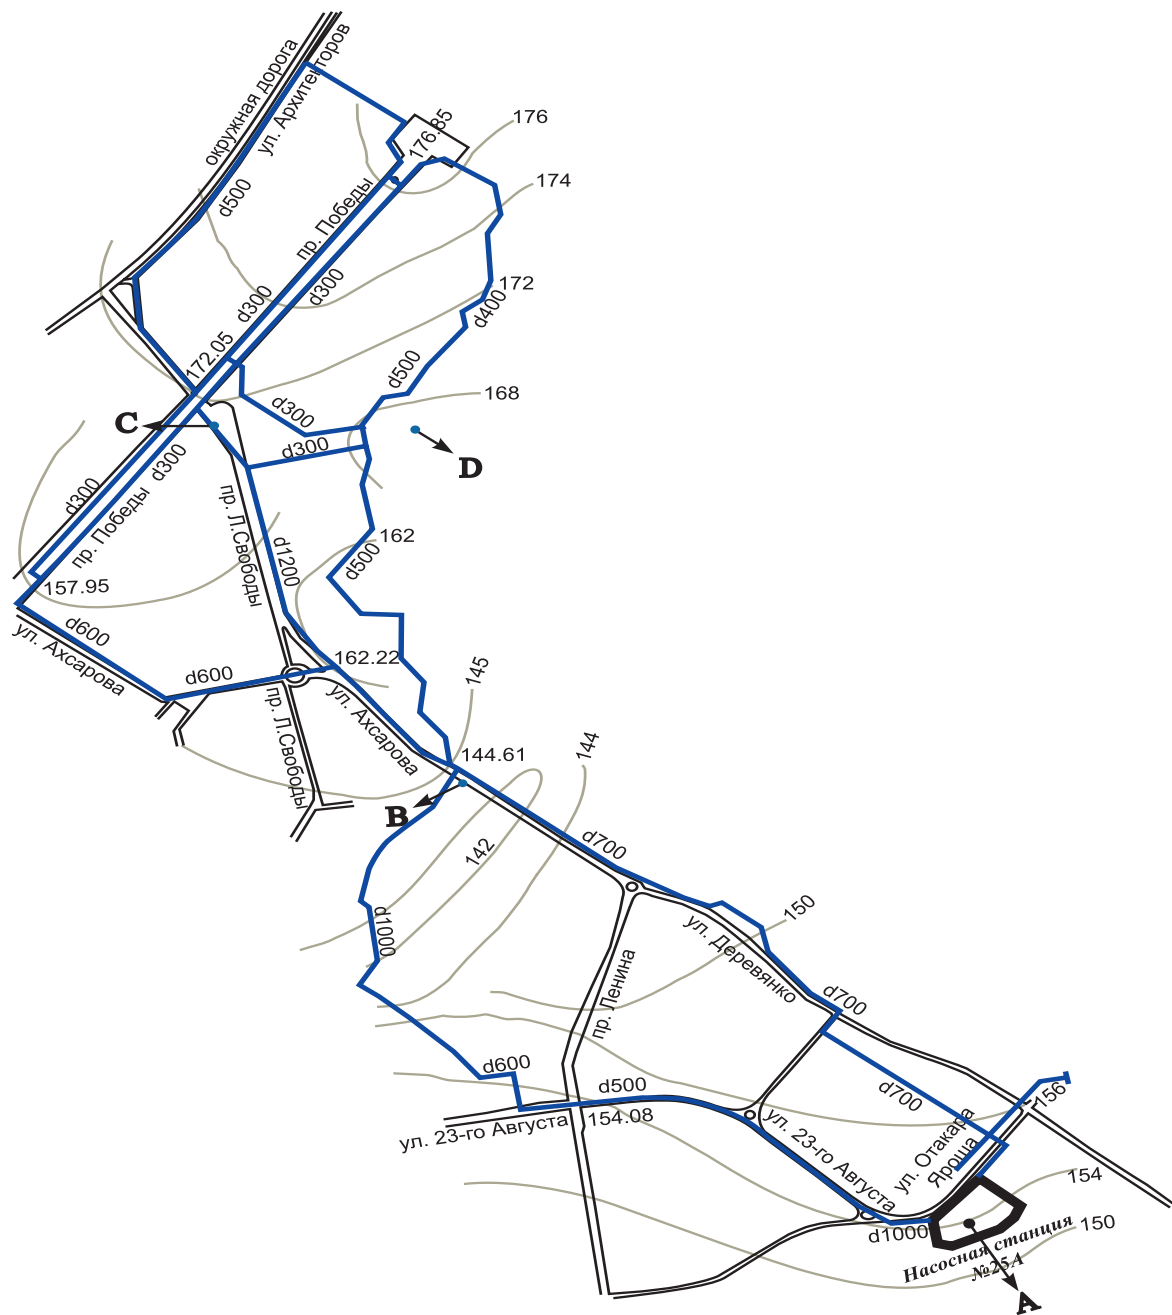 окружная дорога
ул. Архитекторов
176.85
176
174
d500
пр. Победы
d300
d300
172
d400
172.05
d500
168
d300
C
d300
D
d300
d300
пр. Победы
пр. Л.Свободы
d1200
162
d500
157.95
d600
ул. Ахсарова
d600
162.22
145
пр. Л.Свободы
ул. Ахсарова
144.61
144
B
142
d700
d1000
150
ул. Деревянко
пр. Ленина
d700
d600
d500
d700
156
154.08
ул. 23-го Августа
ул. 23-го Августа
ул. Отакара
Яроша
154
d1000
150
Насосная станция
№25А
A